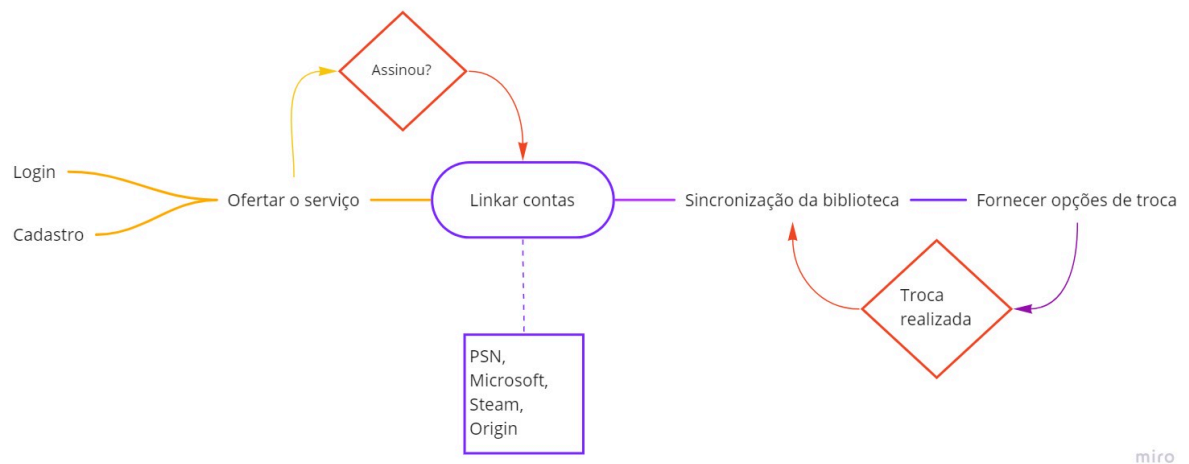 Assinou?
Login
Cadastro
Ofertar o serviço
Linkar contas
Sincronização da biblioteca
Fornecer opções de troca
Troca
realizada
PSN,
Microsoft,
Steam,
Origin
miro